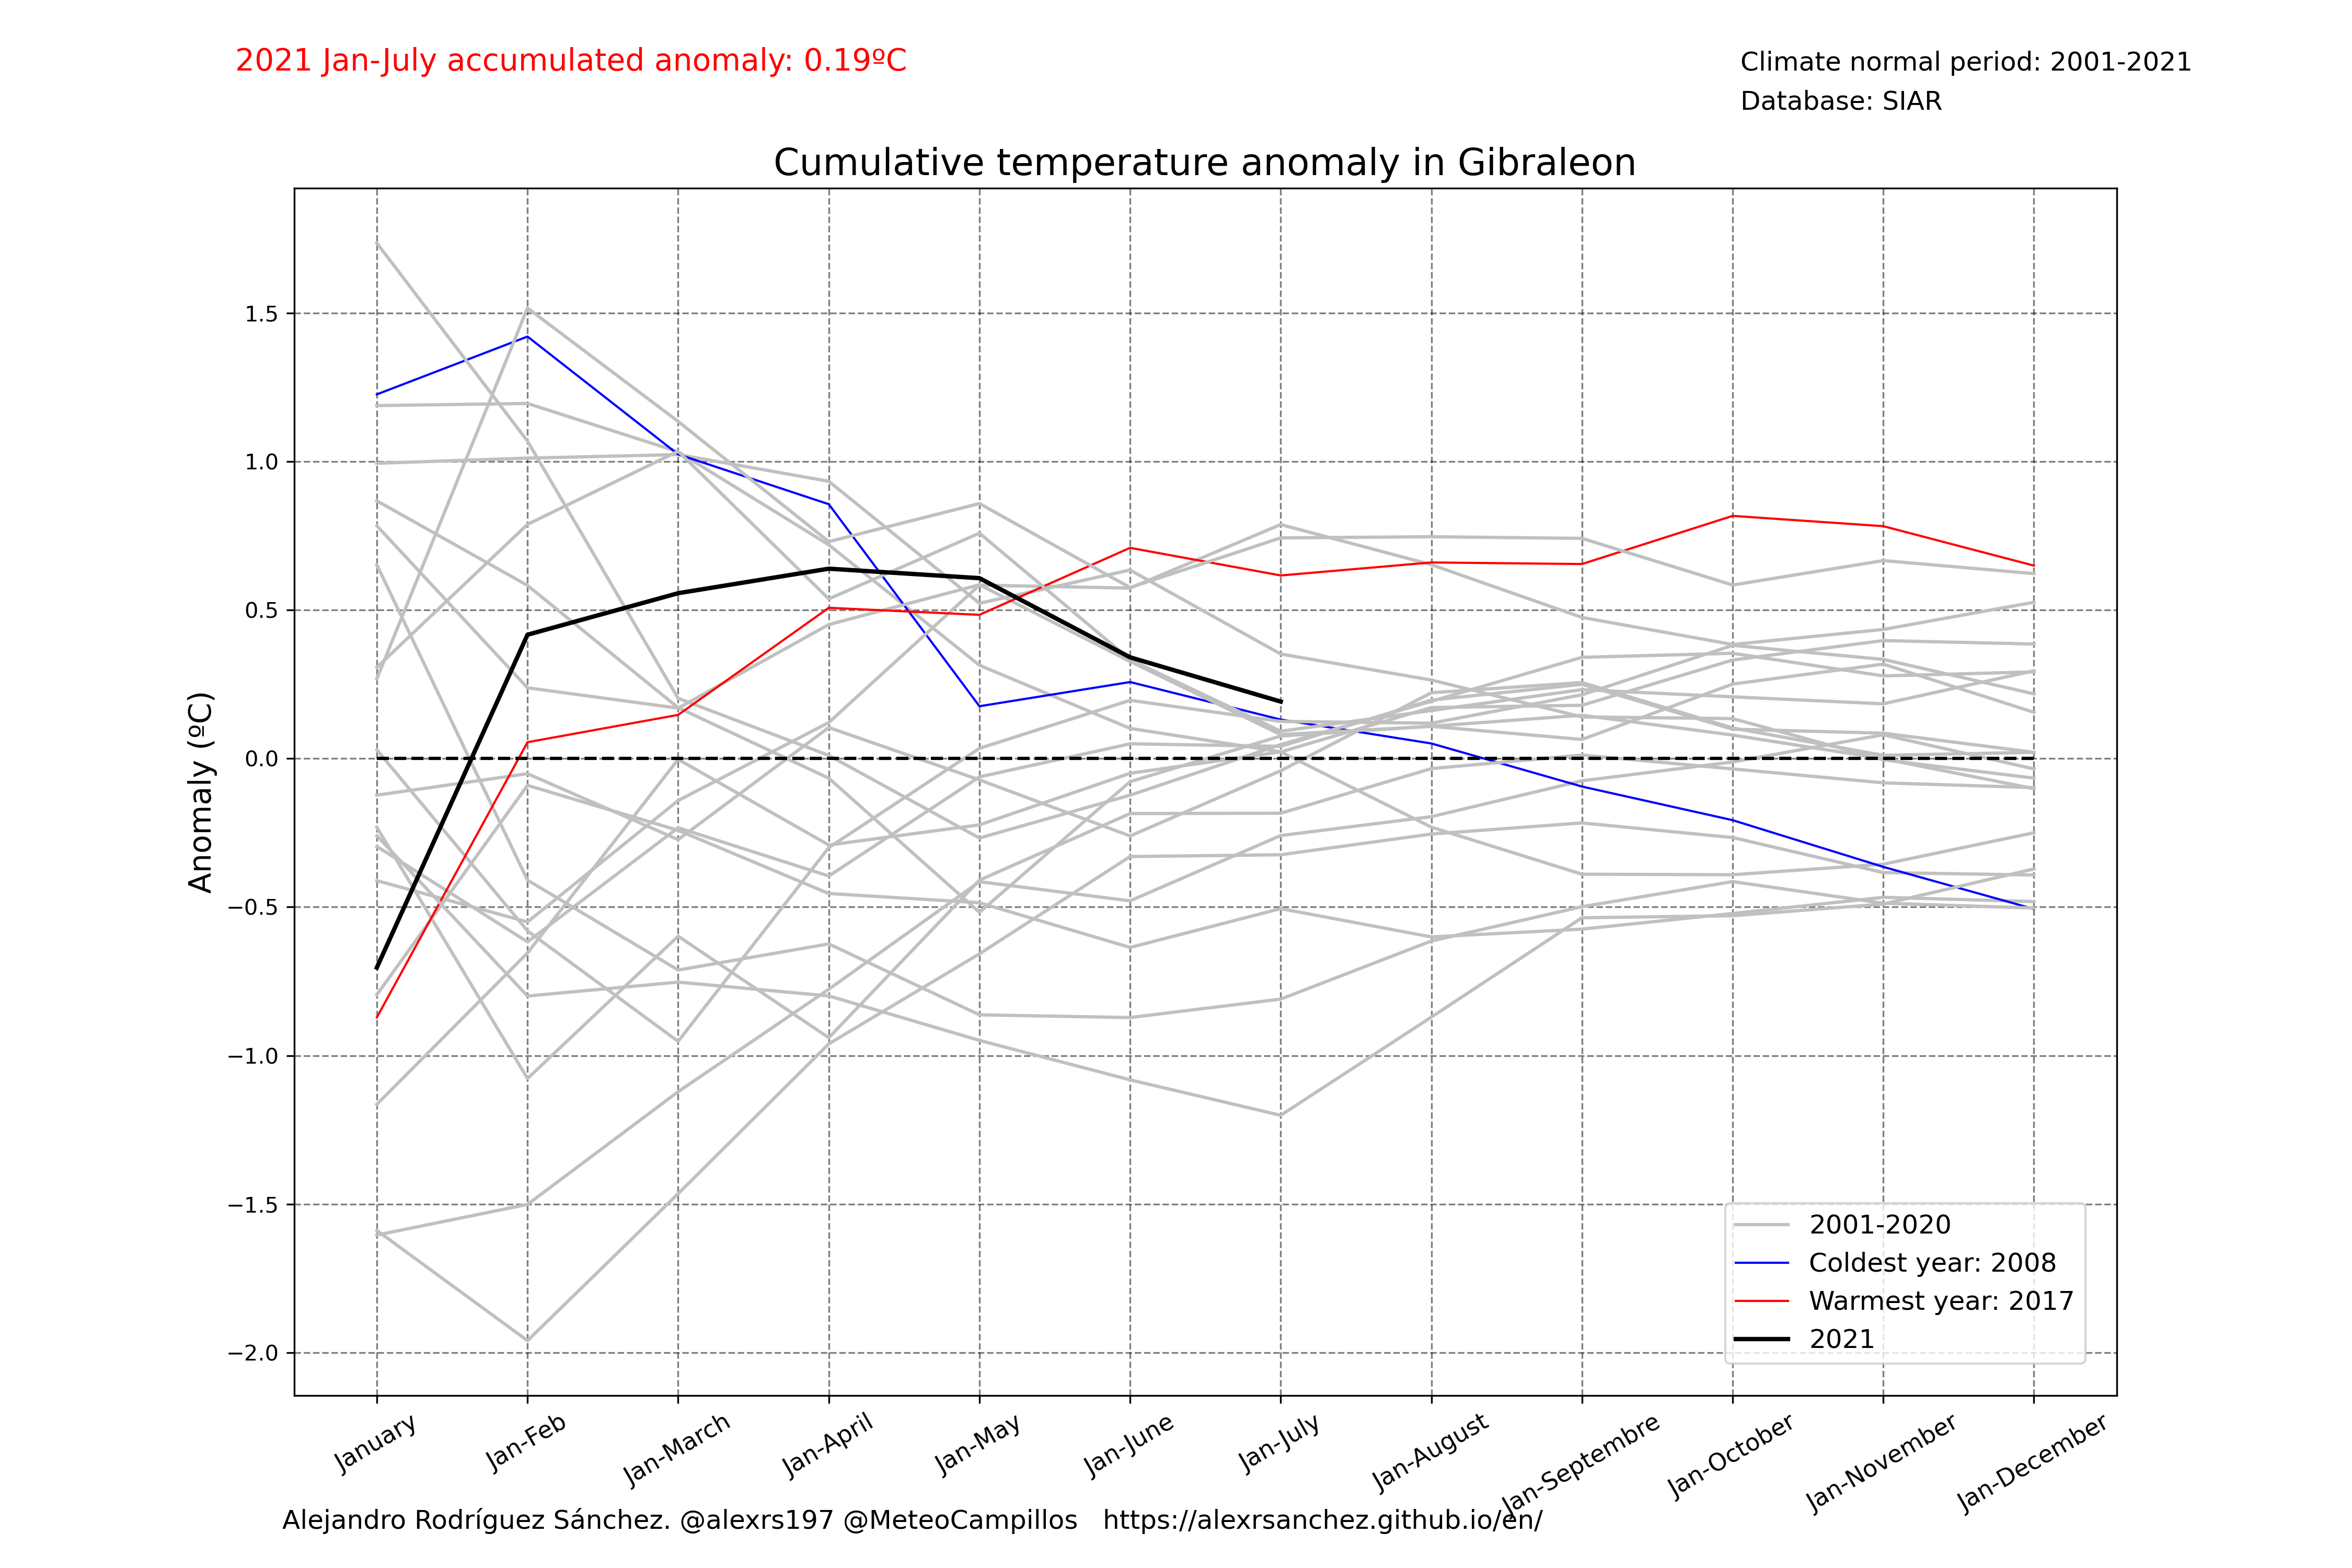 2021 Jan-July accumulated anomaly: 0.19ºC
Climate normal period: 2001-2021
Database: SIAR
Cumulative temperature anomaly in Gibraleon
Anomaly (ºC)
1.5
1.0
0.5
0.0
−0.5
−1.0
−1.5
−2.0
2001-2020
Coldest year: 2008
Warmest year: 2017
2021
January
Jan-Feb
Jan-March
Jan-April
Jan-May
Jan-June
Jan-July
Jan-August
Jan-Septembre
Jan-October
Jan-November
Jan-December
Alejandro Rodríguez Sánchez. @alexrs197 @MeteoCampillos https://alexrsanchez.github.io/en/